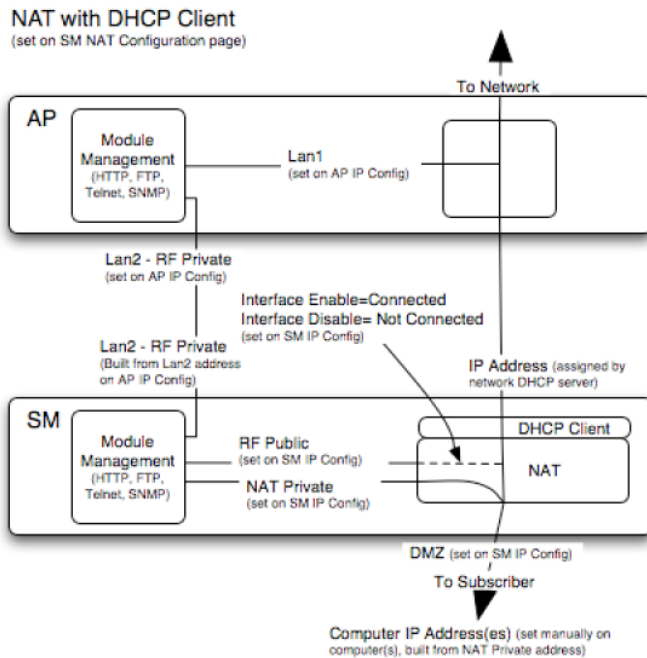 NAT with DHCP Client
(set on SM NAT Configuration page)
To Network
AP
Module
Management
(HTTP, FTP,
Telnet, SNMP)
Lan1
(set on AP IP Config)
Lan2 - RF Private
(set on AP IP Config)
Interface Enable=Connected
Interface Disable= Not Connected
(set on SM IP Config)
Lan2 - RF Private
(Built from Lan2 address
on AP IP Config)
IP Address (assigned by
network DHCP server)
SM
Module
Management
(HTTP, FTP,
Telnet, SNMP)
RF Public
(set on SM IP Config)
NAT Private
(set on SM IP Config)
DHCP Client
NAT
DMZ (set on SM IP Config)
To Subscriber
Computer IP Address(es) (set manually on
computer(s), built from NAT Private address)